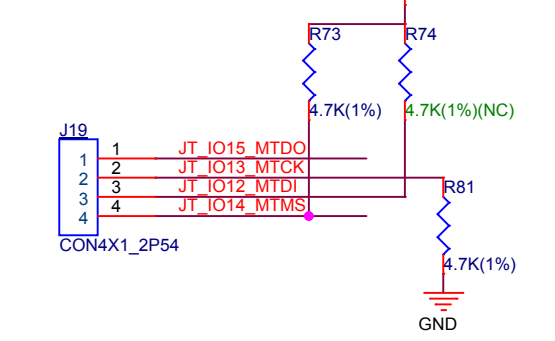 R73
R74
4.7K(1%)
4.7K(1%)(NC)
J19
1
1
JT_IO15_MTDO
2
2
JT_IO13_MTCK
3
3
JT_IO12_MTDI
4
4
JT_IO14_MTMS
R81
CON4X1_2P54
4.7K(1%)
GND